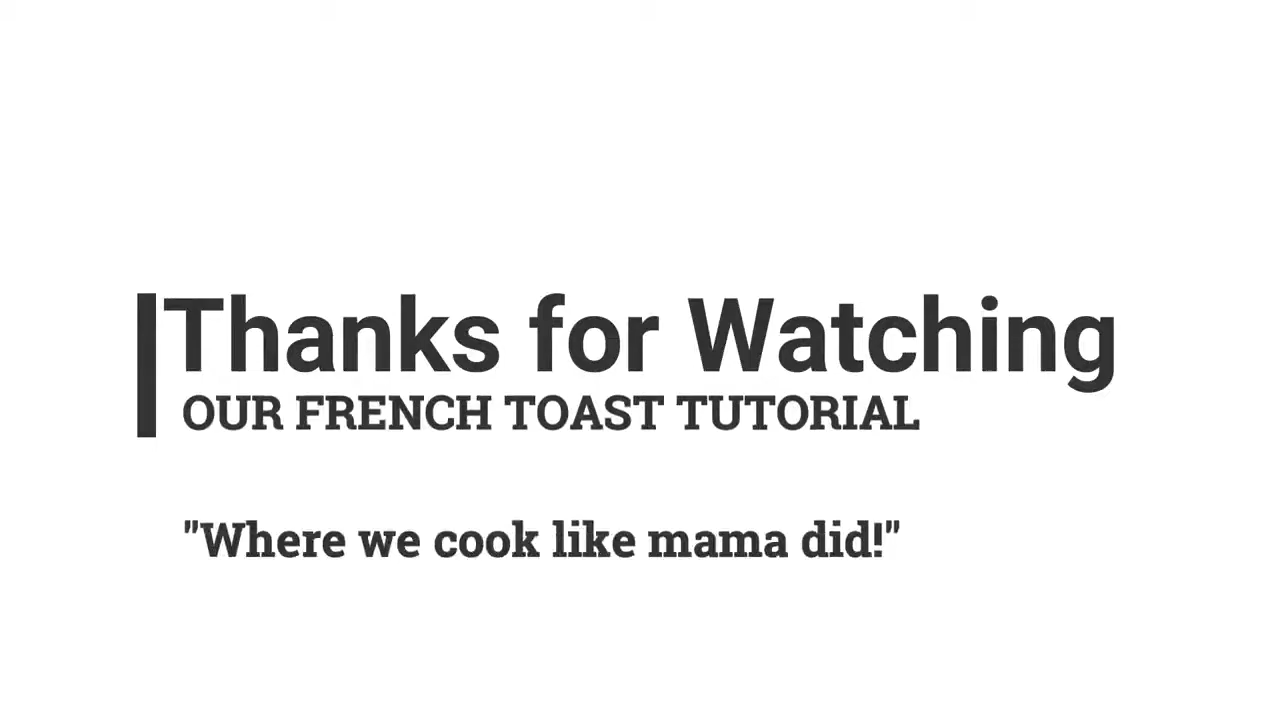 Thanks for Watching
OUR FRENCH TOAST TUTORIAL
"Where we cook like mama did!"